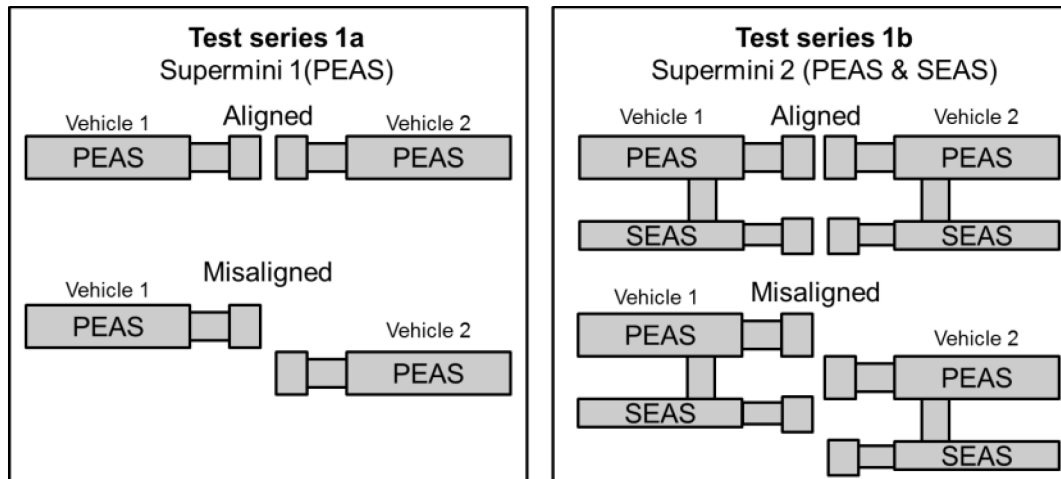 Test series 1a
Supermini 1(PEAS)
Aligned
Vehicle 1
Vehicle 2
PEAS
PEAS
Misaligned
Vehicle 1
PEAS
Vehicle 2
PEAS
Test series 1b
Supermini 2 (PEAS & SEAS)
Vehicle 1
Aligned
Vehicle 2
PEAS
PEAS
SEAS
SEAS
Misaligned
Vehicle 1
PEAS
Vehicle 2
PEAS
SEAS
SEAS